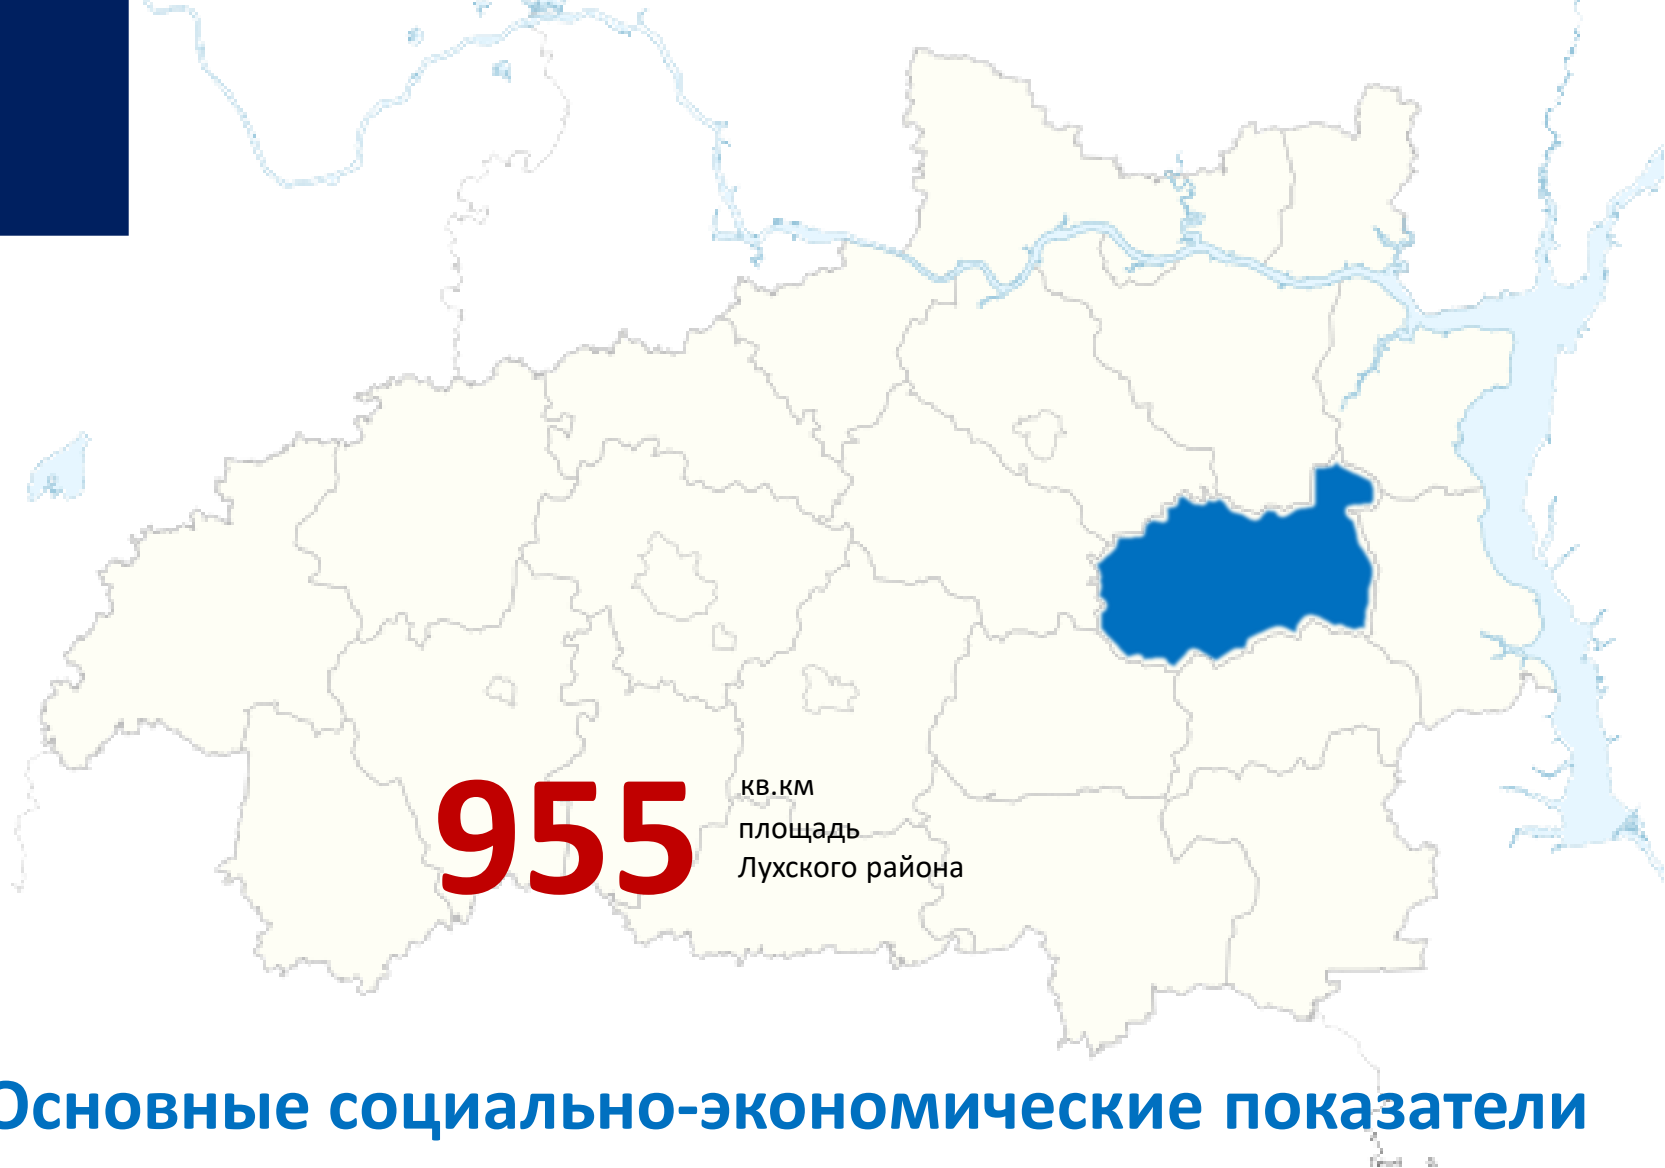 955
кв.км
площадь
Лухского района
Основные социально-экономические показатели